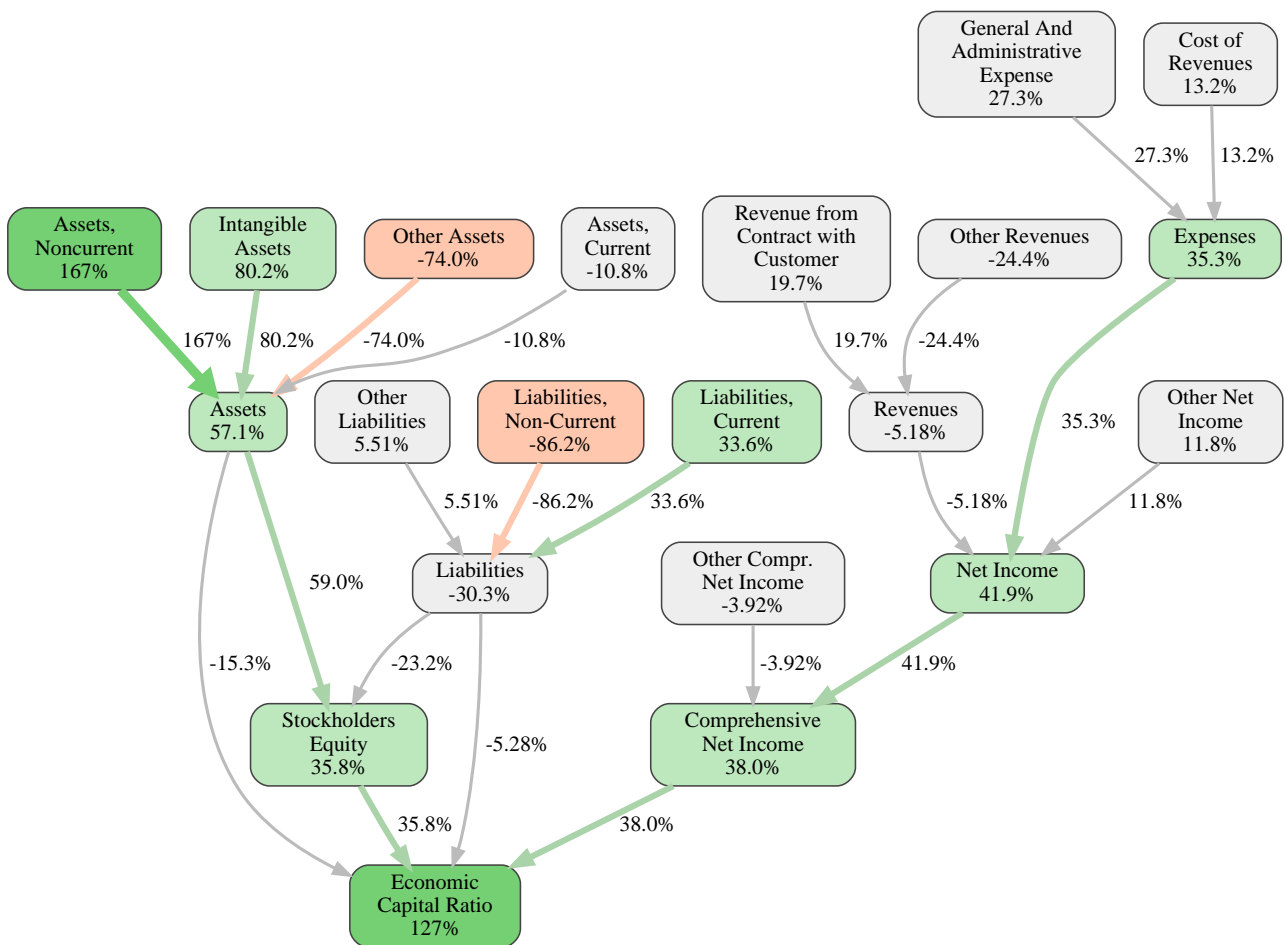 General And
Administrative
Expense
27.3%
Cost of
Revenues
13.2%
27.3%
13.2%
Assets,
Noncurrent
167%
Intangible
Assets
80.2%
Other Assets
-74.0%
Assets,
Current
-10.8%
Revenue from
Contract with
Customer
19.7%
Other Revenues
-24.4%
Expenses
35.3%
167%
80.2%
-74.0%
-10.8%
19.7%
-24.4%
Assets
57.1%
Other
Liabilities
5.51%
Liabilities,
Non-Current
-86.2%
Liabilities,
Current
33.6%
Revenues
-5.18%
35.3%
Other Net
Income
11.8%
5.51%
-86.2%
33.6%
-5.18%
11.8%
59.0%
Liabilities
-30.3%
Other Compr.
Net Income
-3.92%
Net Income
41.9%
-15.3%
-23.2%
-3.92%
41.9%
Stockholders
Equity
35.8%
-5.28%
Comprehensive
Net Income
38.0%
35.8%
38.0%
Economic
Capital Ratio
127%